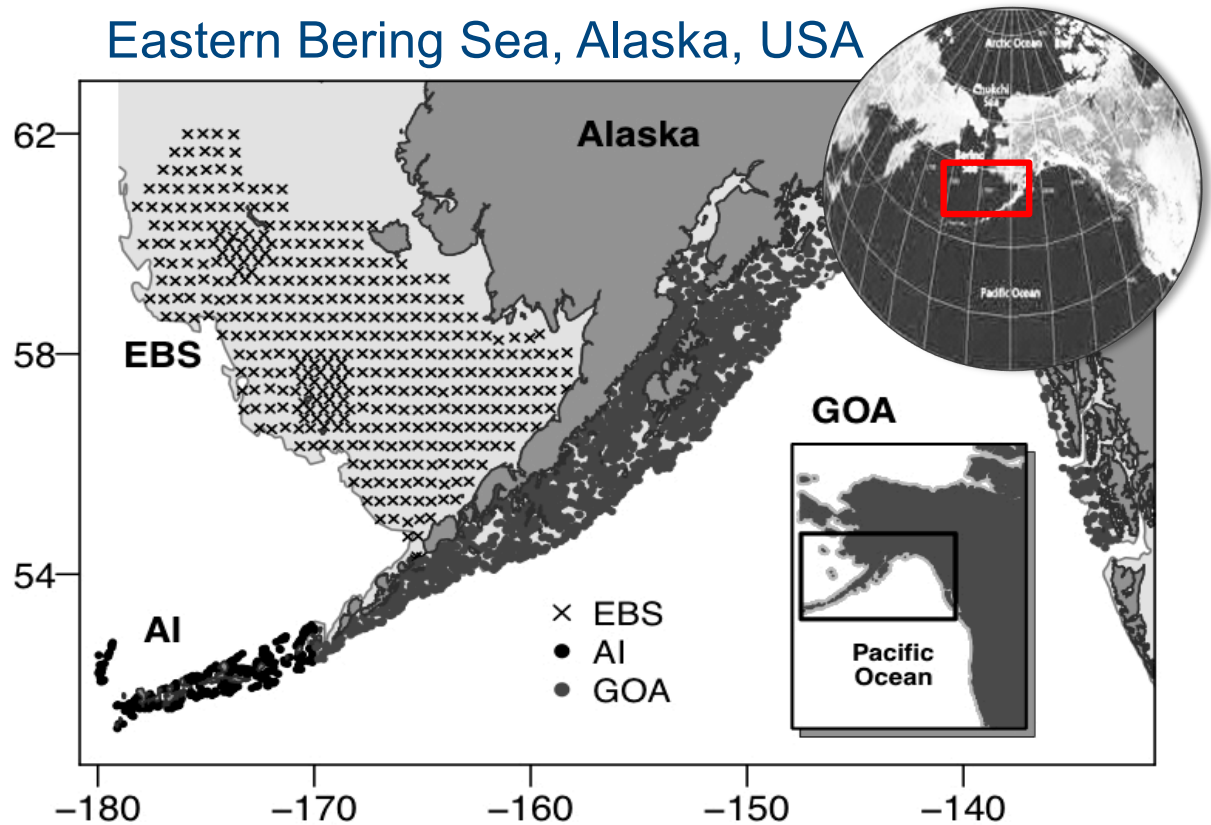 Eastern Bering Sea, Alaska, USA
Arctic Ocean
Chukchi
Sea
Alaska
62
EBS
58
Pacific Ocean
GOA
54
AI
EBS
AI
GOA
Pacific
Ocean
−180
−170
−160
−150
−140